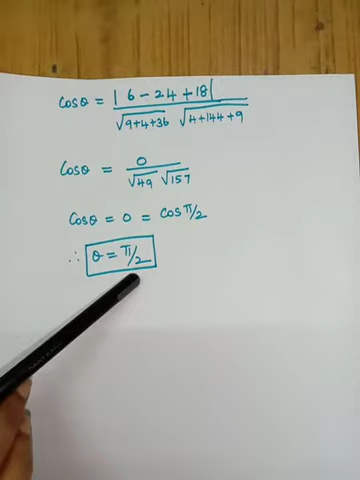 cosθ = |6-24+18| / √9+4+36 √4+144+9
cosθ = 0 / √49 √157
cosθ = 0 = cos π/2
∴ θ = π/2